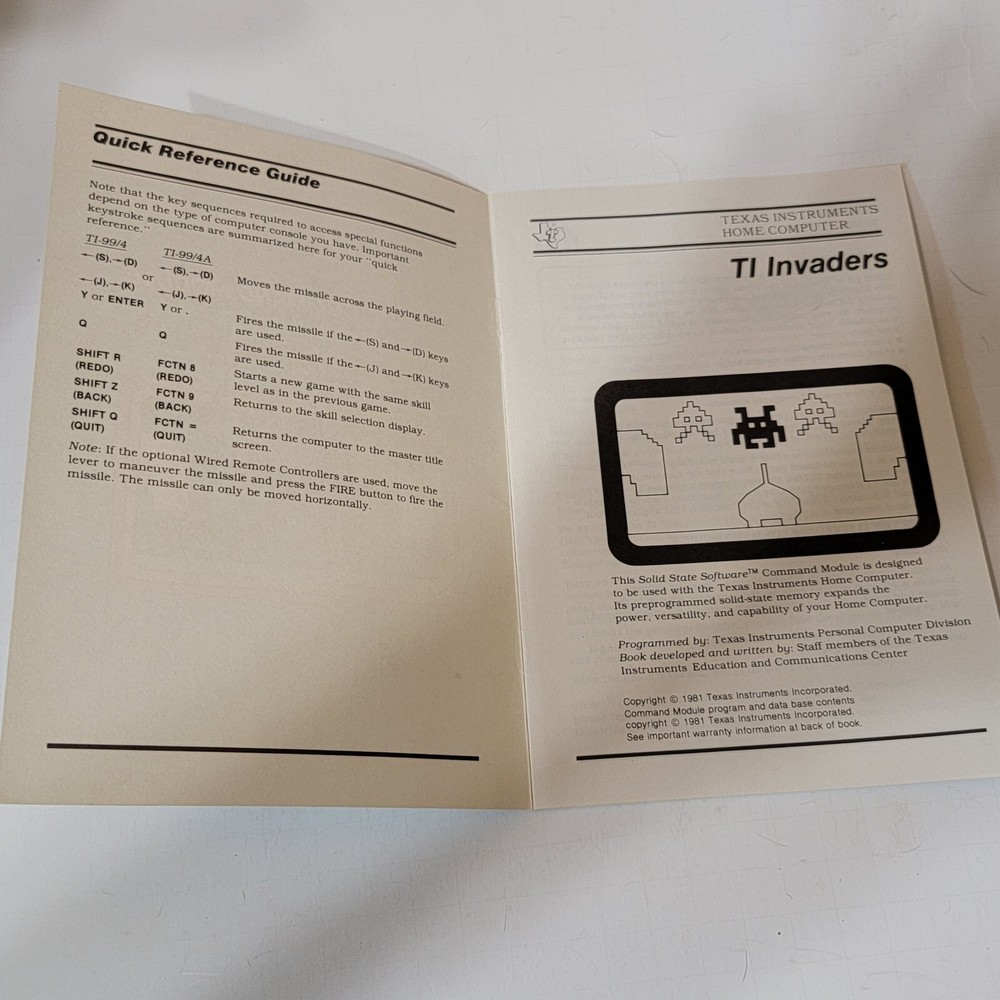 Quick Reference Guide
Note that the key sequences required to access special functions
depend on the type of computer console you have. Important
keystroke sequences are summarized here for your "quick
reference."
TI-99/4 TI-99/4A
←(S),→(D) ←(S),→(D) Moves the missile across the playing field.
or
←(J),→(K) ←(J),→(K)
Y or ENTER Y or . Fires the missile if the ←(S) and →(D) keys
are used.
Q Q Fires the missile if the ←(J) and →(K) keys
are used.
SHIFT R FCTN 8 Starts a new game with the same skill
(REDO) (REDO) level as in the previous game.
SHIFT Z FCTN 9 Returns to the skill selection display.
(BACK) (BACK)
SHIFT Q FCTN = Returns the computer to the master title
(QUIT) (QUIT) screen.
Note: If the optional Wired Remote Controllers are used, move the
lever to maneuver the missile and press the FIRE button to fire the
missile. The missile can only be moved horizontally.
TEXAS INSTRUMENTS
HOME COMPUTER
TI Invaders
This Solid State Software™ Command Module is designed
to be used with the Texas Instruments Home Computer.
Its preprogrammed solid-state memory expands the
power, versatility, and capability of your Home Computer.
Programmed by: Texas Instruments Personal Computer Division
Book developed and written by: Staff members of the Texas
Instruments Education and Communications Center
Copyright © 1981 Texas Instruments Incorporated.
Command Module program and data base contents
copyright © 1981 Texas Instruments Incorporated.
See important warranty information at back of book.